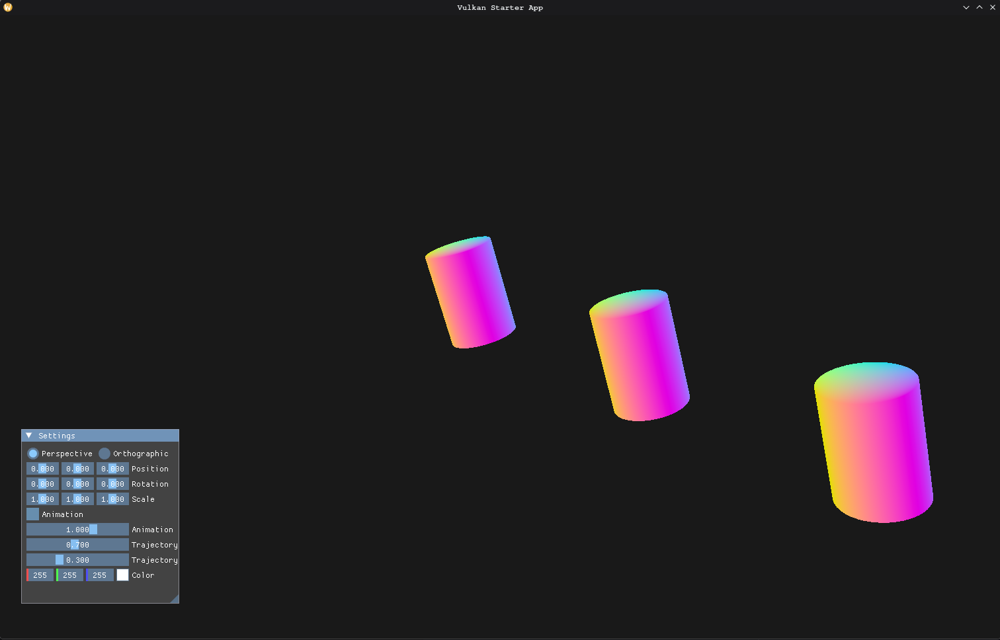 W Vulkan Starter App
Settings
Perspective Orthographic
0.000 0.000 0.000 Position
0.000 0.000 0.000 Rotation
1.000 1.000 1.000 Scale
Animation
1.000 Animation
0.700 Trajectory
0.300 Trajectory
255 255 255 Color